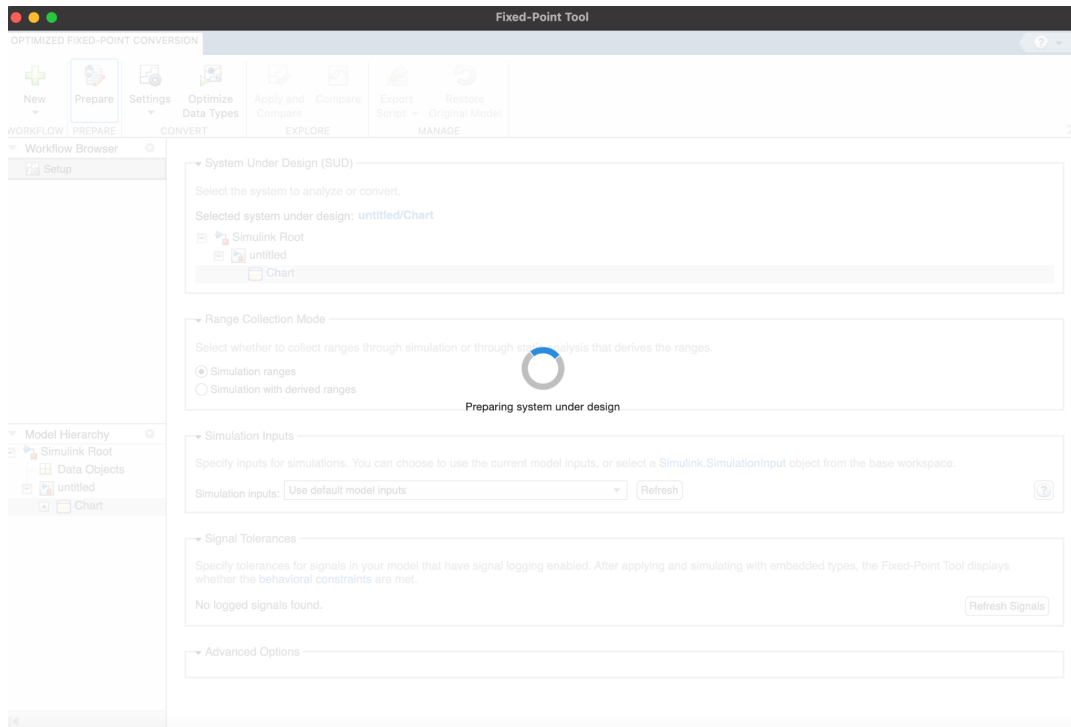 Fixed-Point Tool
OPTIMIZED FIXED-POINT CONVERSION
New
Prepare
Settings
Optimize
Data Types
Apply and
Compare
Compare
Export
Script
Restore
Original Model
WORKFLOW
PREPARE
CONVERT
EXPLORE
MANAGE
Workflow Browser
Setup
System Under Design (SUD)
Select the system to analyze or convert.
Selected system under design: untitled/Chart
Simulink Root
untitled
Chart
Range Collection Mode
Select whether to collect ranges through simulation or through static analysis that derives the ranges.
Simulation ranges
Simulation with derived ranges
Preparing system under design
Model Hierarchy
Simulink Root
Data Objects
untitled
Chart
Simulation Inputs
Specify inputs for simulations. You can choose to use the current model inputs, or select a Simulink.SimulationInput object from the base workspace.
Simulation inputs: Use default model inputs Refresh
Signal Tolerances
Specify tolerances for signals in your model that have signal logging enabled. After applying and simulating with embedded types, the Fixed-Point Tool displays
whether the behavioral constraints are met.
No logged signals found.
Refresh Signals
Advanced Options